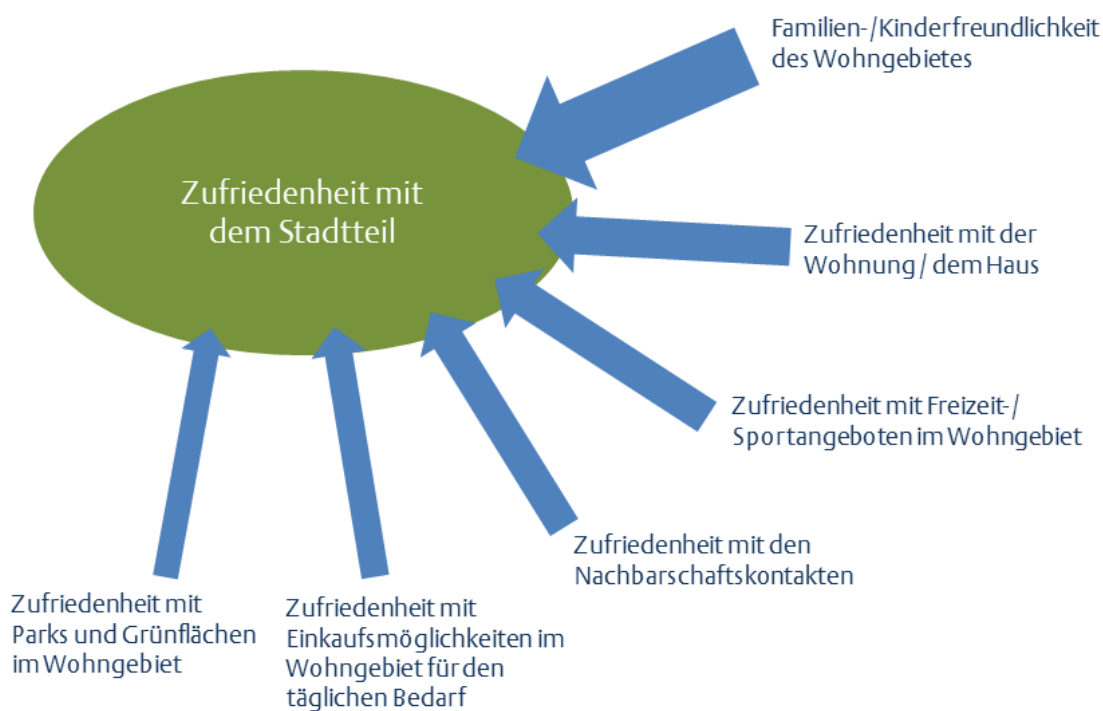 Familien-/Kinderfreundlichkeit
des Wohngebietes
Zufriedenheit mit
dem Stadtteil
Zufriedenheit mit der
Wohnung / dem Haus
Zufriedenheit mit Freizeit-/
Sportangeboten im Wohngebiet
Zufriedenheit mit den
Nachbarschaftskontakten
Zufriedenheit mit
Parks und Grünflächen
im Wohngebiet
Zufriedenheit mit
Einkaufsmöglichkeiten im
Wohngebiet für den
täglichen Bedarf